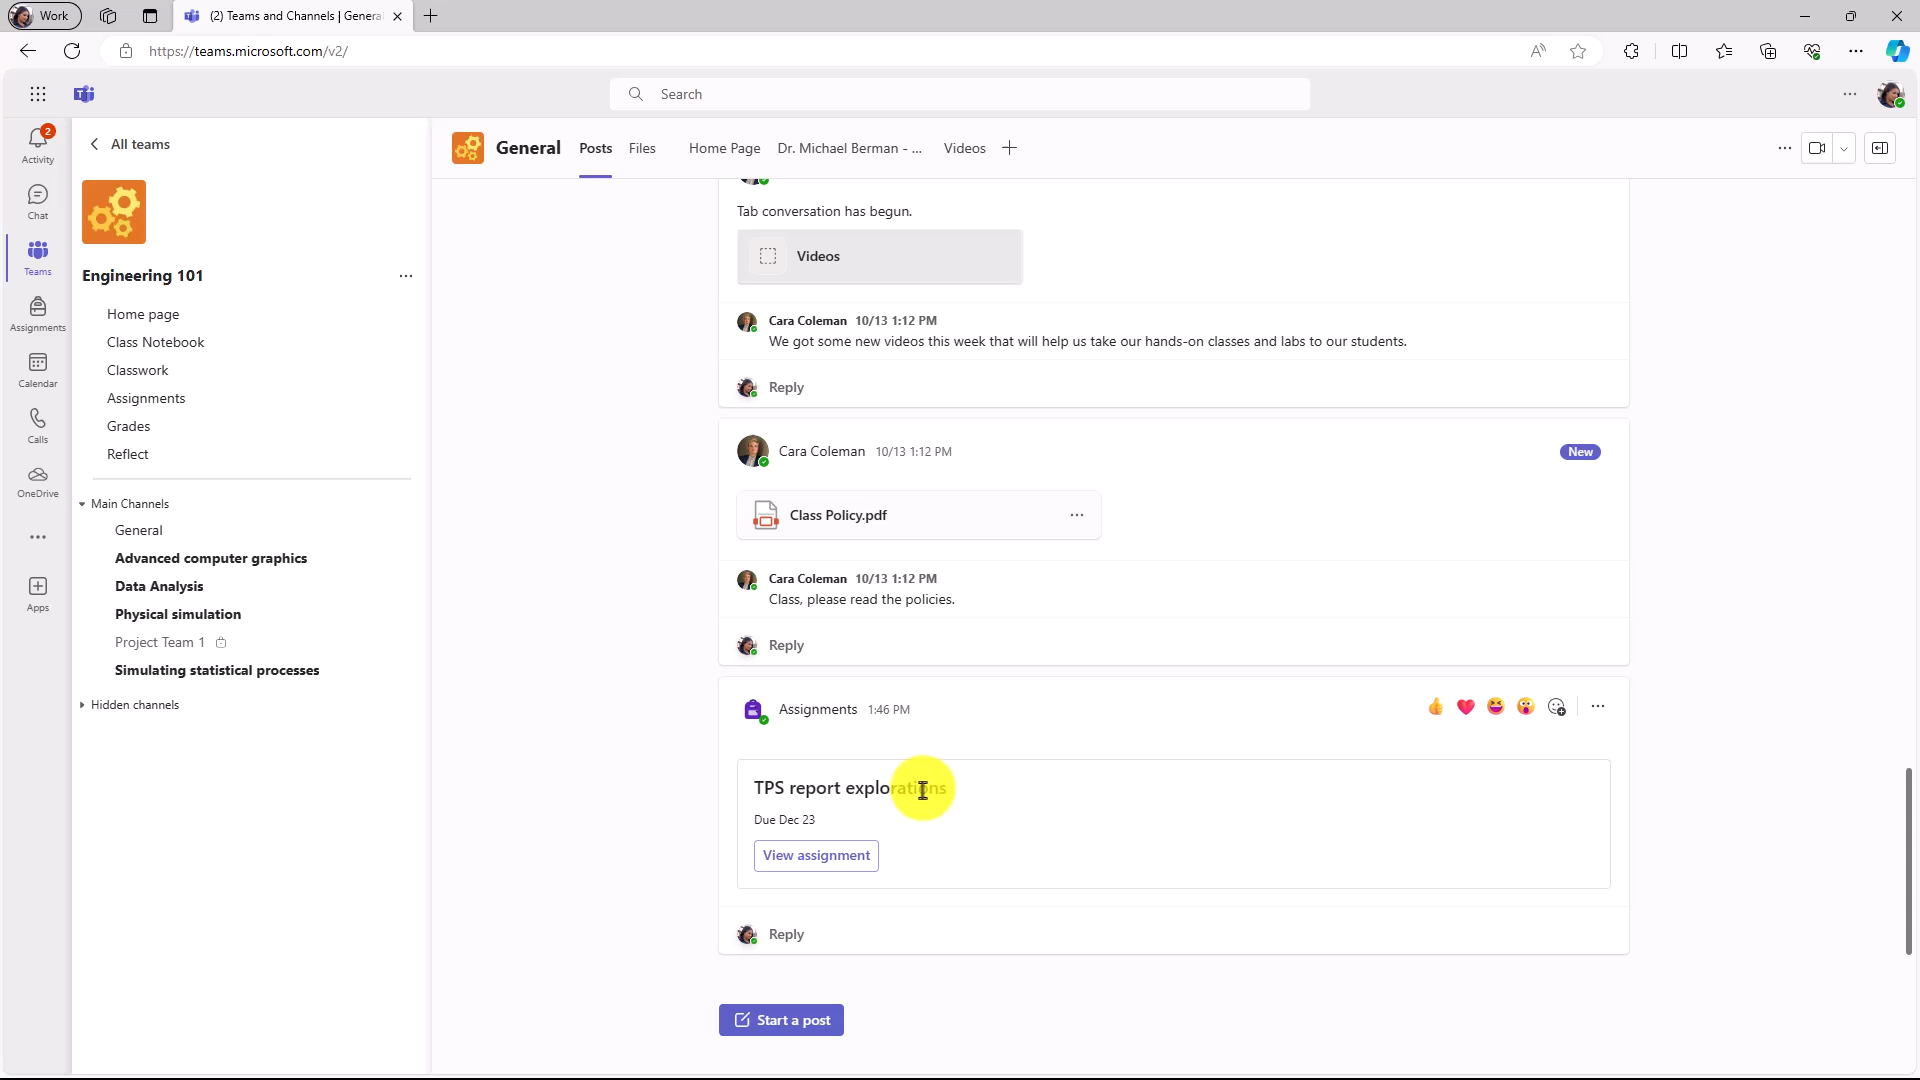 Work
(2) Teams and Channels | Genera
https://teams.microsoft.com/v2/
Search
2
Activity
Chat
Teams
Assignments
Calendar
Calls
OneDrive
Apps
All teams
Engineering 101
Home page
Class Notebook
Classwork
Assignments
Grades
Reflect
Main Channels
General
Advanced computer graphics
Data Analysis
Physical simulation
Project Team 1
Simulating statistical processes
Hidden channels
General Posts Files Home Page Dr. Michael Berman - ... Videos
Tab conversation has begun.
Videos
Cara Coleman 10/13 1:12 PM
We got some new videos this week that will help us take our hands-on classes and labs to our students.
Reply
Cara Coleman 10/13 1:12 PM New
Class Policy.pdf
Cara Coleman 10/13 1:12 PM
Class, please read the policies.
Reply
Assignments 1:46 PM
TPS report explorations
Due Dec 23
View assignment
Reply
Start a post